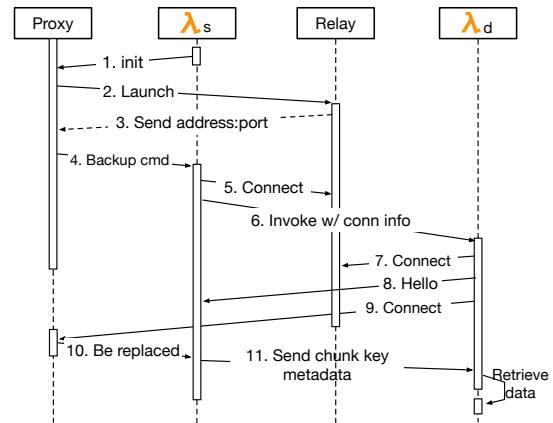 Proxy
λs
Relay
λd
1. init
2. Launch
3. Send address:port
4. Backup cmd
5. Connect
6. Invoke w/ conn info
7. Connect
8. Hello
9. Connect
10. Be replaced
11. Send chunk key
metadata
Retrieve
data